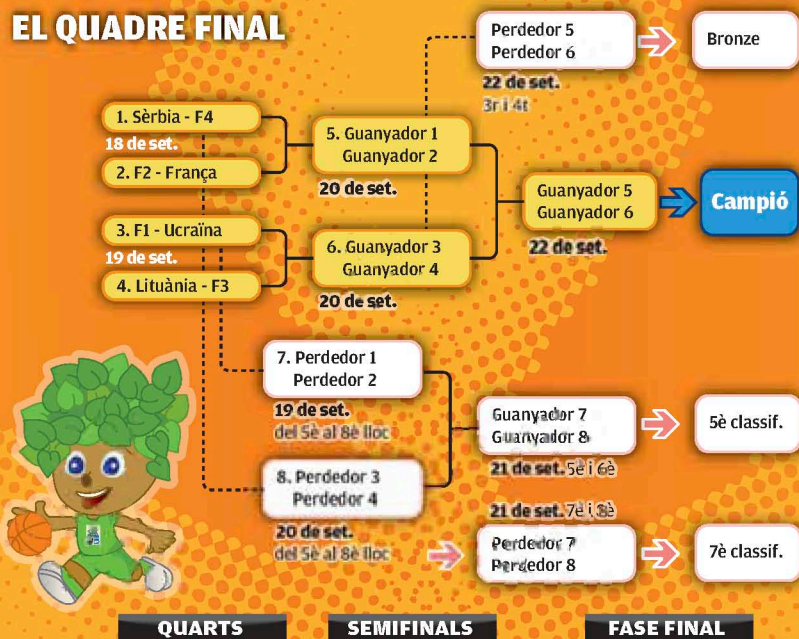 EL QUADRE FINAL
Perdedor 5
Perdedor 6
Bronze
22 de set.
3r i 4t
1. Sèrbia - F4
18 de set.
2. F2 - França
5. Guanyador 1
Guanyador 2
20 de set.
3. F1 - Ucraïna
19 de set.
4. Lituània - F3
6. Guanyador 3
Guanyador 4
20 de set.
Guanyador 5
Guanyador 6
22 de set.
Campió
7. Perdedor 1
Perdedor 2
19 de set.
del 5è al 8è lloc
8. Perdedor 3
Perdedor 4
20 de set.
del 5è al 8è lloc
Guanyador 7
Guanyador 8
21 de set. 5è i 6è
5è classif.
21 de set. 7è i 8è
Perdedor 7
Perdedor 8
7è classif.
QUARTS
SEMIFINALS
FASE FINAL